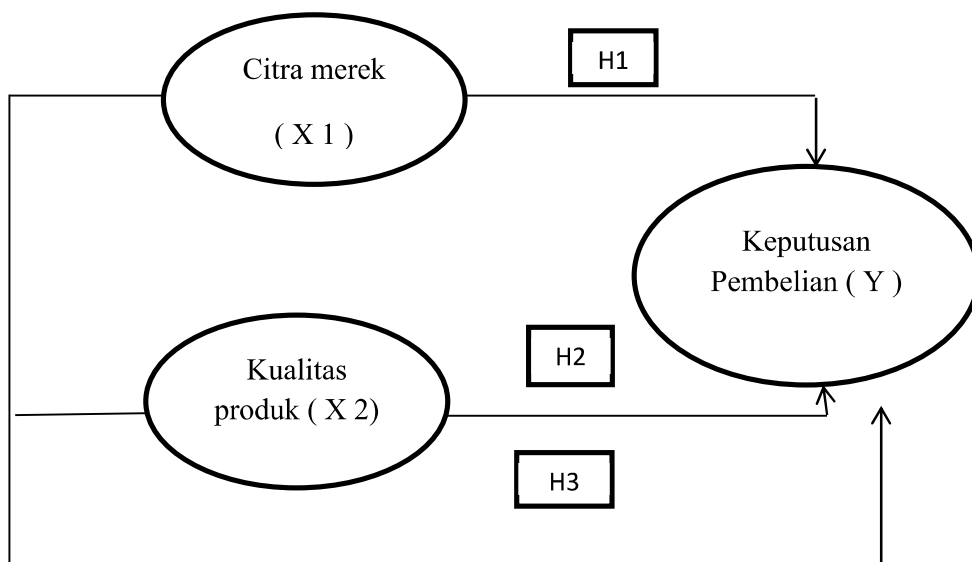 Citra merek
( X 1 )
H1
Keputusan
Pembelian ( Y )
H2
Kualitas
produk ( X 2)
H3